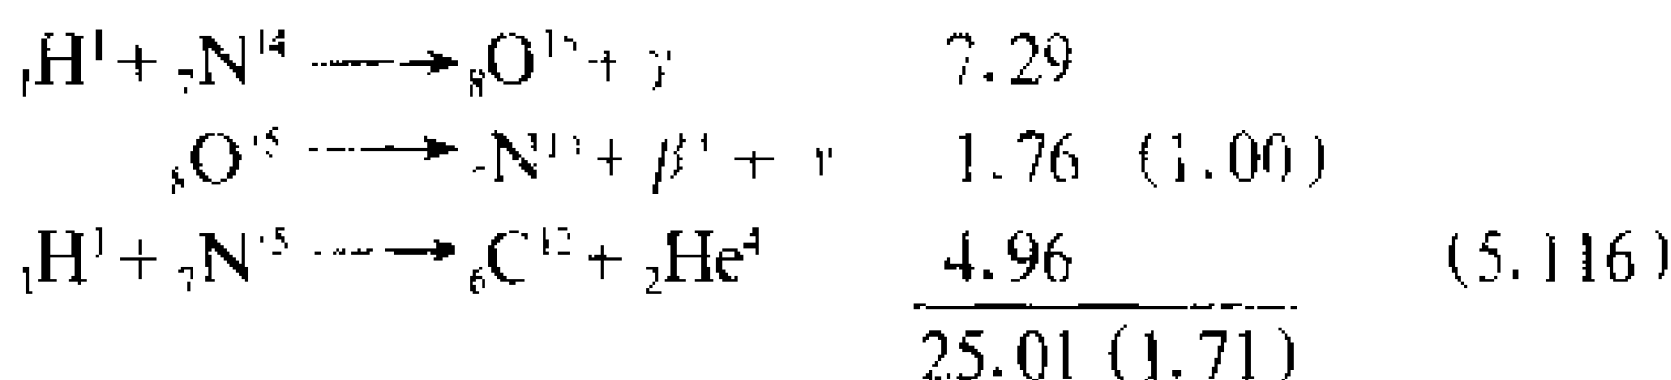 ₁H¹ + ₇N¹⁴ ⟶ ₈O¹⁵ + γ 7.29
₈O¹⁵ ⟶ ₇N¹⁵ + β⁺ + ν 1.76 (1.00)
₁H¹ + ₇N¹⁵ ⟶ ₆C¹² + ₂He⁴ 4.96 (5.116)
25.01 (1.71)